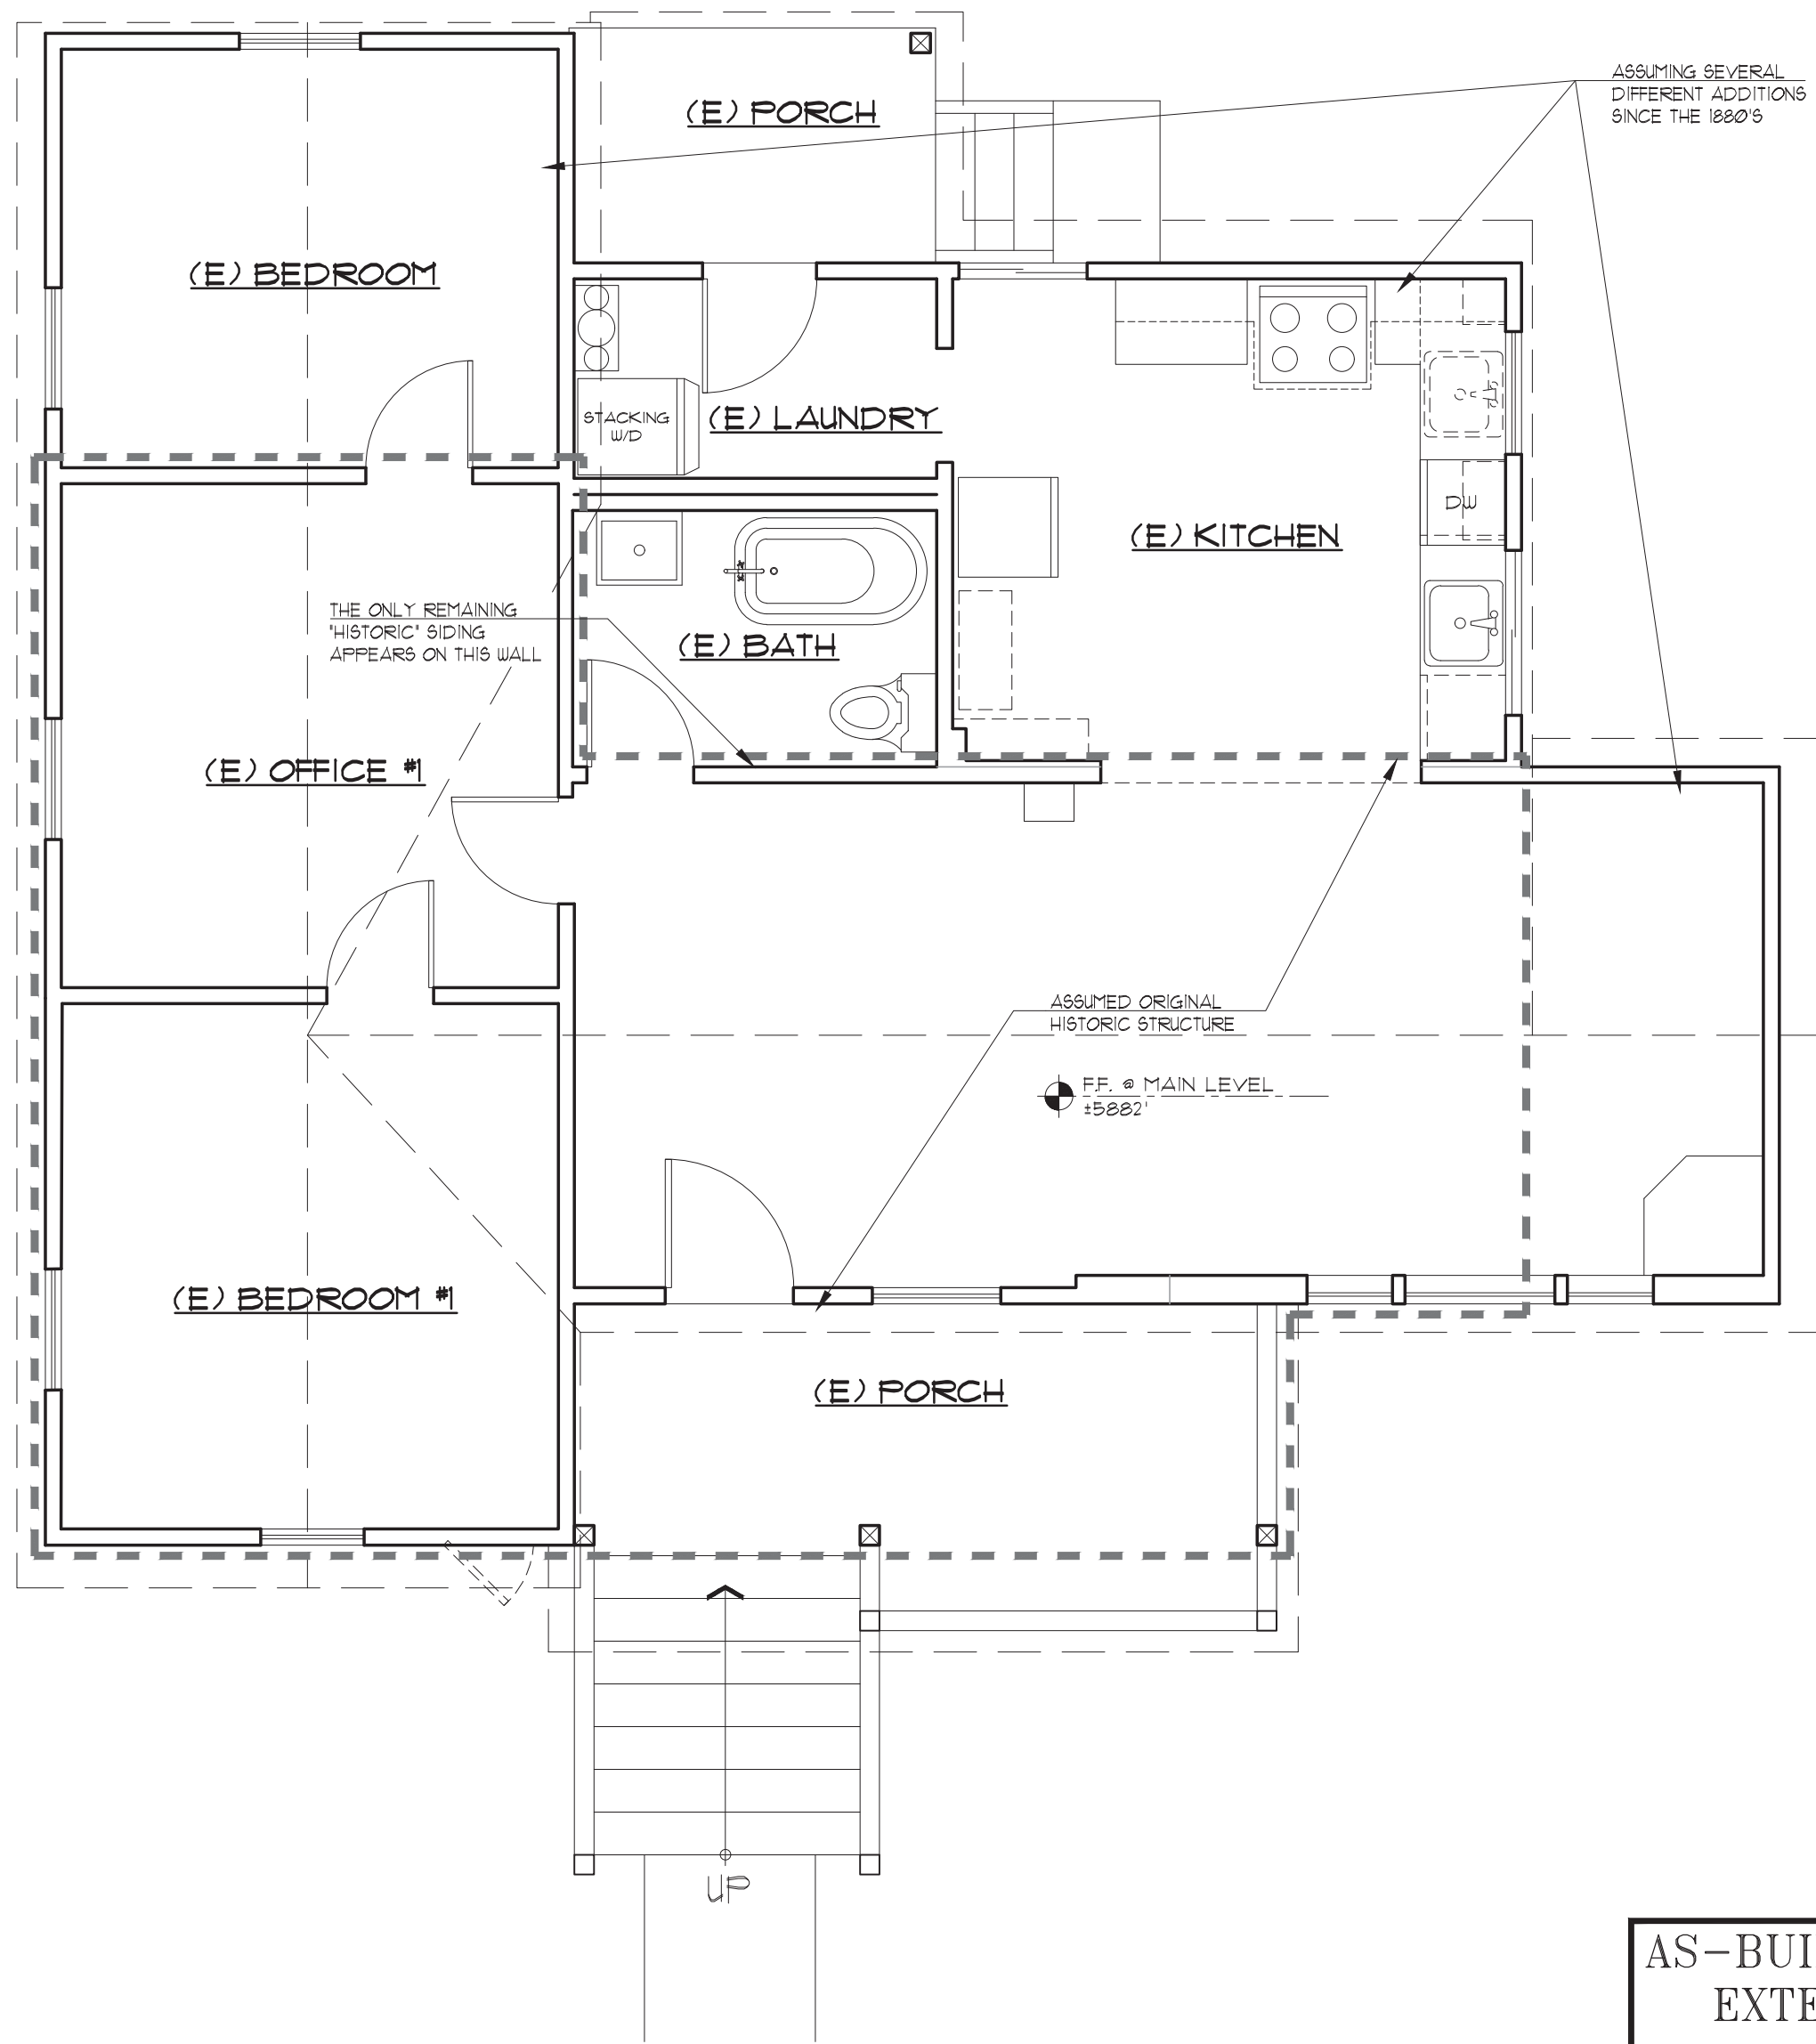 ASSUMING SEVERAL
DIFFERENT ADDITIONS
SINCE THE 1880'S
(E) PORCH
(E) BEDROOM
STACKING
W/D
(E) LAUNDRY
DW
(E) KITCHEN
THE ONLY REMAINING
"HISTORIC" SIDING
APPEARS ON THIS WALL
(E) BATH
(E) OFFICE #1
ASSUMED ORIGINAL
HISTORIC STRUCTURE
F.F. @ MAIN LEVEL
±5882'
(E) BEDROOM #1
(E) PORCH
UP
AS-BUI
EXTE